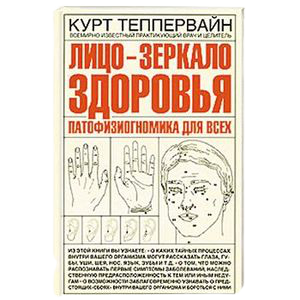 КУРТ ТЕППЕРВАЙН
ВСЕМИРНО ИЗВЕСТНЫЙ ПРАКТИКУЮЩИЙ ВРАЧ И ЦЕЛИТЕЛЬ
ЛИЦО – ЗЕРКАЛО
ЗДОРОВЬЯ
ПАТОФИЗИОГНОМИКА ДЛЯ ВСЕХ
ИЗ ЭТОЙ КНИГИ ВЫ УЗНАЕТЕ: – О КАКИХ ТАЙНЫХ ПРОЦЕССАХ
ВНУТРИ ВАШЕГО ОРГАНИЗМА МОГУТ РАССКАЗАТЬ ГЛАЗА, ГУ-
БЫ, УШИ, ШЕЯ, НОС, ЯЗЫК, ЗУБЫ И Т.Д. – О ТОМ, ЧТО МОЖНО
РАСПОЗНАВАТЬ ПЕРВЫЕ СИМПТОМЫ ЗАБОЛЕВАНИЯ, НАСЛЕД-
СТВЕННУЮ ПРЕДРАСПОЛОЖЕННОСТЬ К ТЕМ ИЛИ ИНЫМ НЕДУ-
ГАМ – О ВОЗМОЖНОСТИ ЗАБЛАГОВРЕМЕННО УЗНАВАТЬ О ПРЕД-
СТОЯЩИХ «СБОЯХ» ВНУТРИ ВАШЕГО ОРГАНИЗМА И БОРОТЬСЯ С НИМИ